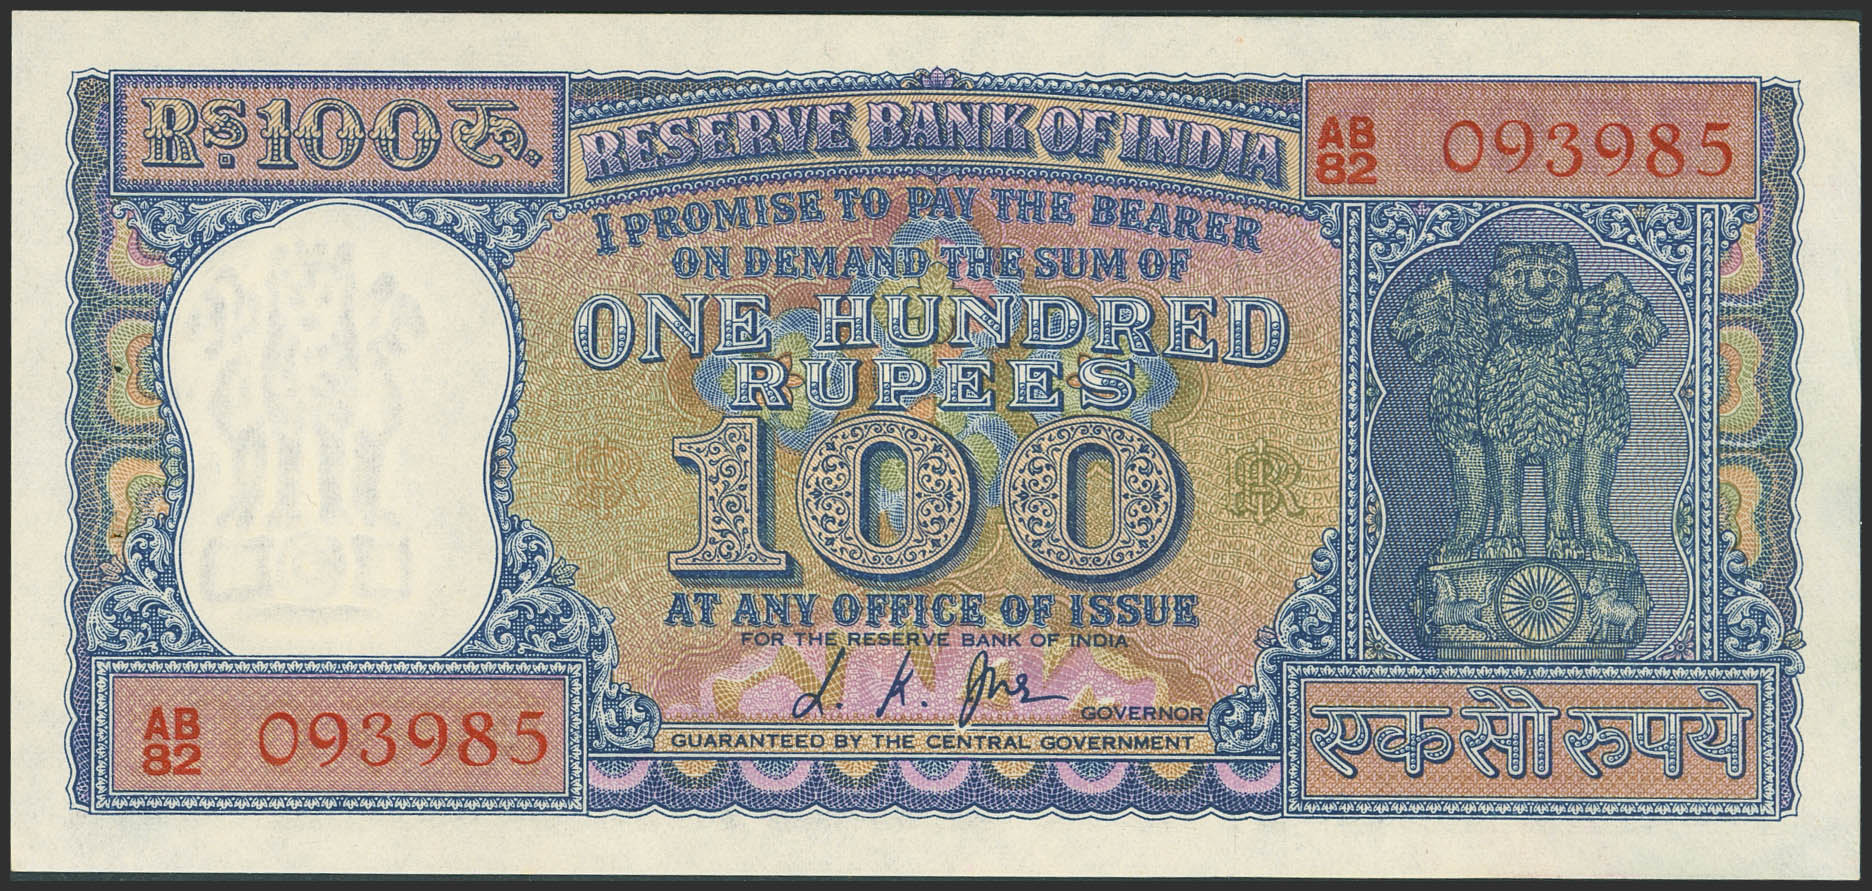 Rs. 100 रु.
RESERVE BANK OF INDIA
AB 82 093985
I PROMISE TO PAY THE BEARER
ON DEMAND THE SUM OF
ONE HUNDRED
RUPEES
100
AT ANY OFFICE OF ISSUE
FOR THE RESERVE BANK OF INDIA
L. K. Jha
GOVERNOR
GUARANTEED BY THE CENTRAL GOVERNMENT
AB 82 093985
एक सौ रुपये